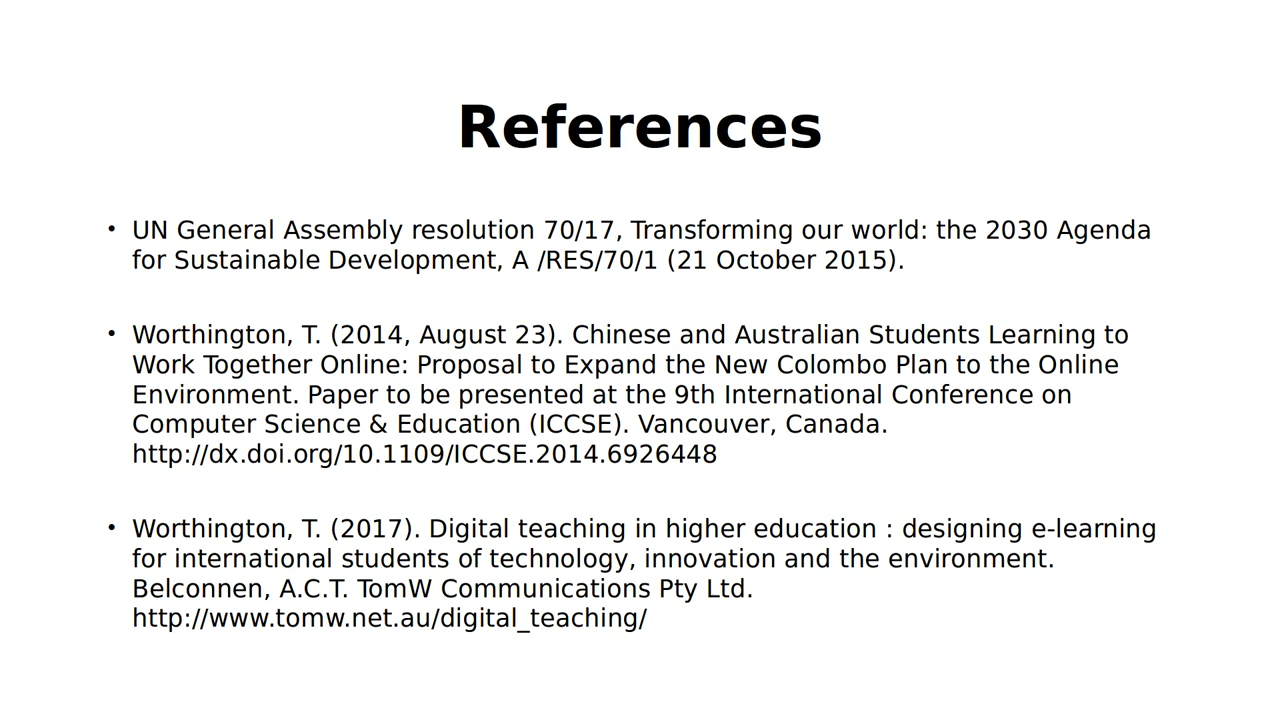 References
• UN General Assembly resolution 70/17, Transforming our world: the 2030 Agenda
for Sustainable Development, A /RES/70/1 (21 October 2015).
• Worthington, T. (2014, August 23). Chinese and Australian Students Learning to
Work Together Online: Proposal to Expand the New Colombo Plan to the Online
Environment. Paper to be presented at the 9th International Conference on
Computer Science & Education (ICCSE). Vancouver, Canada.
http://dx.doi.org/10.1109/ICCSE.2014.6926448
• Worthington, T. (2017). Digital teaching in higher education : designing e-learning
for international students of technology, innovation and the environment.
Belconnen, A.C.T. TomW Communications Pty Ltd.
http://www.tomw.net.au/digital_teaching/